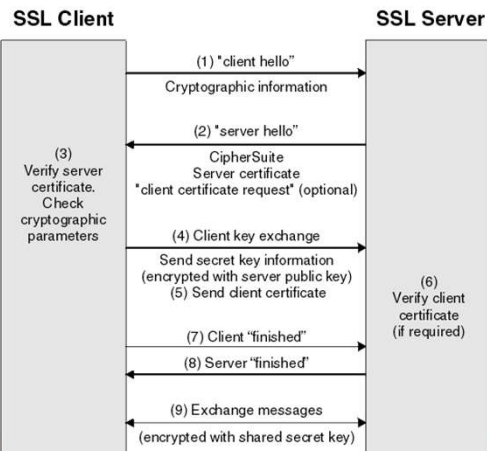 SSL Client
SSL Server
(1) "client hello”
Cryptographic information
(2) "server hello”
CipherSuite
Server certificate
"client certificate request" (optional)
(3)
Verify server
certificate.
Check
cryptographic
parameters
(4) Client key exchange
Send secret key information
(encrypted with server public key)
(5) Send client certificate
(6)
Verify client
certificate
(if required)
(7) Client “finished”
(8) Server “finished”
(9) Exchange messages
(encrypted with shared secret key)